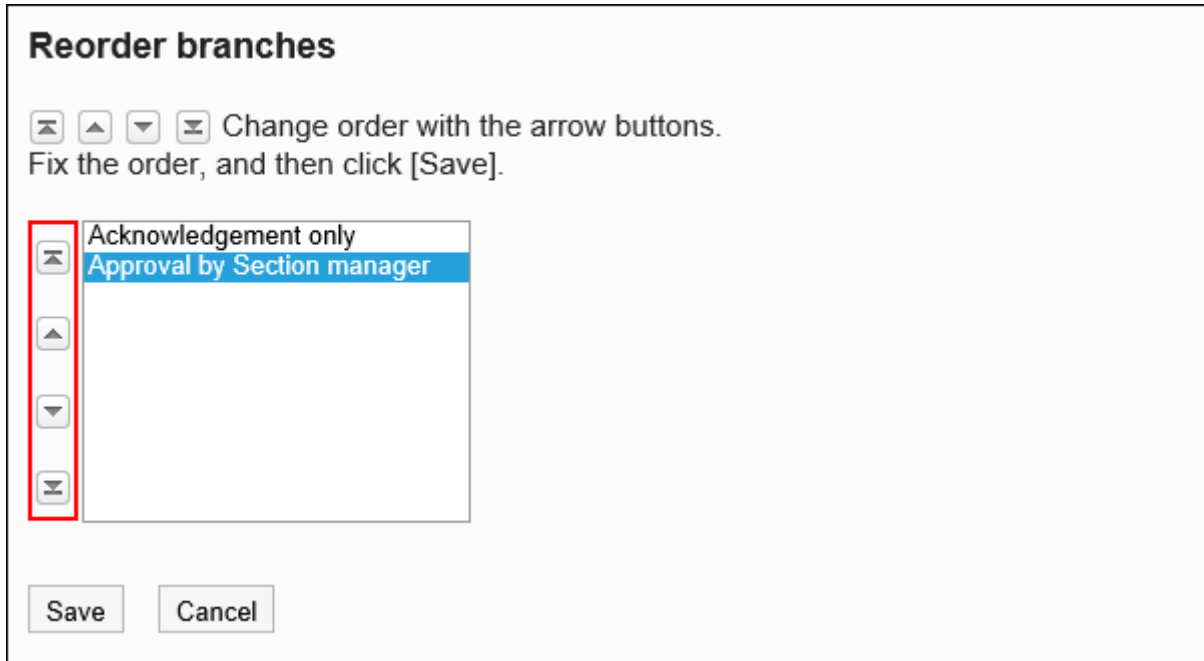 Reorder branches
Change order with the arrow buttons.
Fix the order, and then click [Save].
Acknowledgement only
Approval by Section manager
Save
Cancel